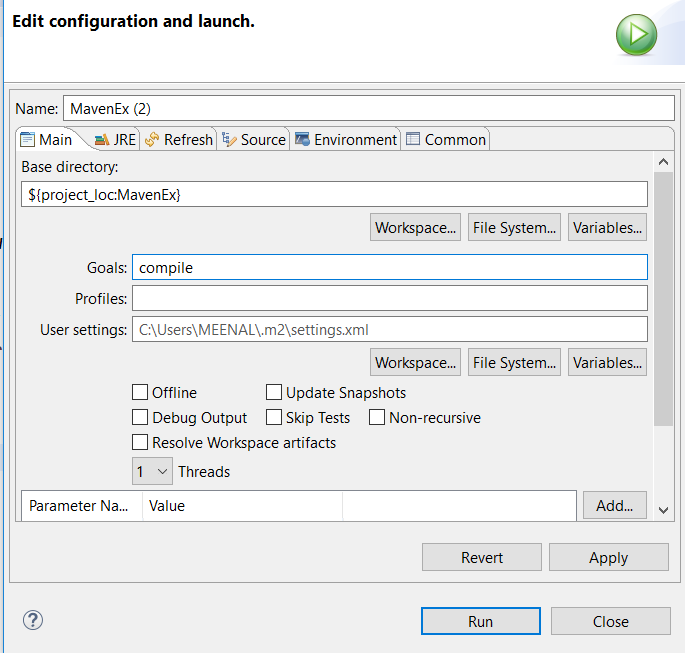 Edit configuration and launch.
Name: MavenEx (2)
Main JRE Refresh Source Environment Common
Base directory:
${project_loc:MavenEx}
Workspace... File System... Variables...
Goals: compile
Profiles:
User settings: C:\Users\MEENAL\.m2\settings.xml
Workspace... File System... Variables...
Offline Update Snapshots
Debug Output Skip Tests Non-recursive
Resolve Workspace artifacts
1 Threads
Parameter Na... Value Add...
Revert Apply
? Run Close